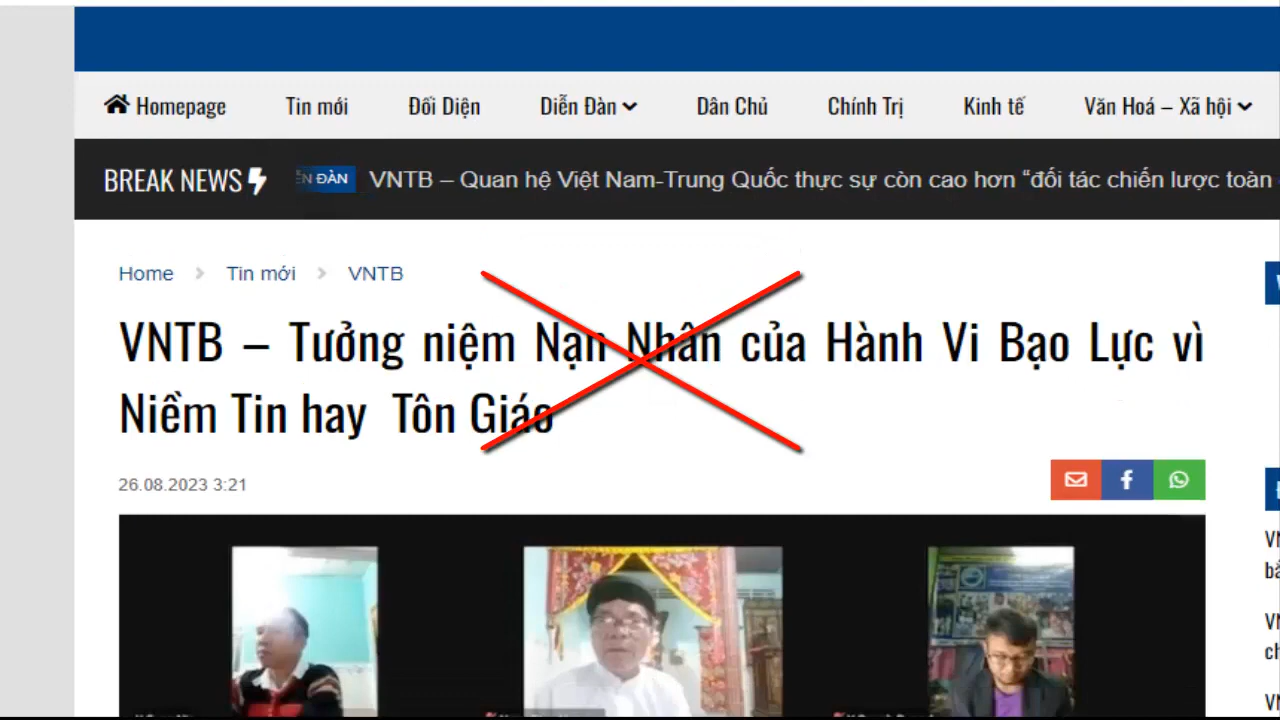 Homepage Tin mới Đối Diện Diễn Đàn Dân Chủ Chính Trị Kinh tế Văn Hoá – Xã hội
BREAK NEWS ĐÀN VNTB – Quan hệ Việt Nam-Trung Quốc thực sự còn cao hơn “đối tác chiến lược toàn
Home Tin mới VNTB
VNTB – Tưởng niệm Nạn Nhân của Hành Vi Bạo Lực vì
Niềm Tin hay Tôn Giáo
26.08.2023 3:21